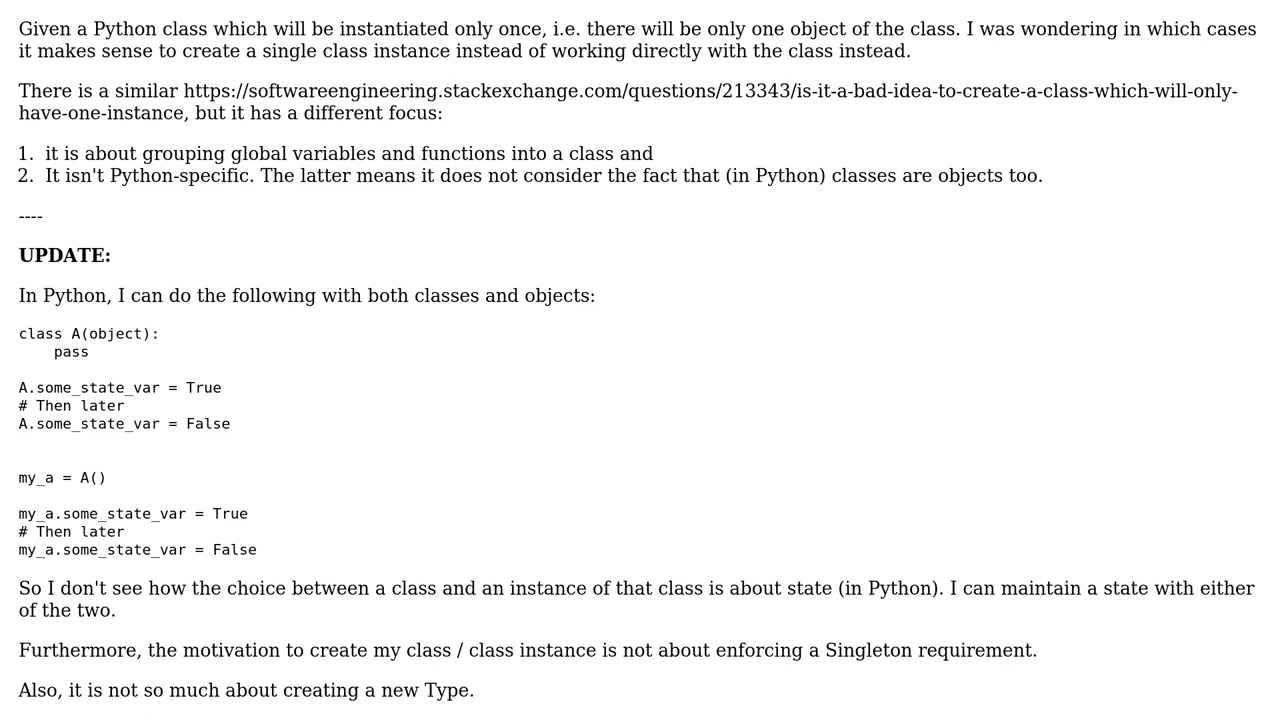 Given a Python class which will be instantiated only once, i.e. there will be only one object of the class. I was wondering in which cases
it makes sense to create a single class instance instead of working directly with the class instead.
There is a similar https://softwareengineering.stackexchange.com/questions/213343/is-it-a-bad-idea-to-create-a-class-which-will-only-
have-one-instance, but it has a different focus:
1. it is about grouping global variables and functions into a class and
2. It isn't Python-specific. The latter means it does not consider the fact that (in Python) classes are objects too.
----
UPDATE:
In Python, I can do the following with both classes and objects:
class A(object):
    pass
A.some_state_var = True
# Then later
A.some_state_var = False
my_a = A()
my_a.some_state_var = True
# Then later
my_a.some_state_var = False
So I don't see how the choice between a class and an instance of that class is about state (in Python). I can maintain a state with either
of the two.
Furthermore, the motivation to create my class / class instance is not about enforcing a Singleton requirement.
Also, it is not so much about creating a new Type.